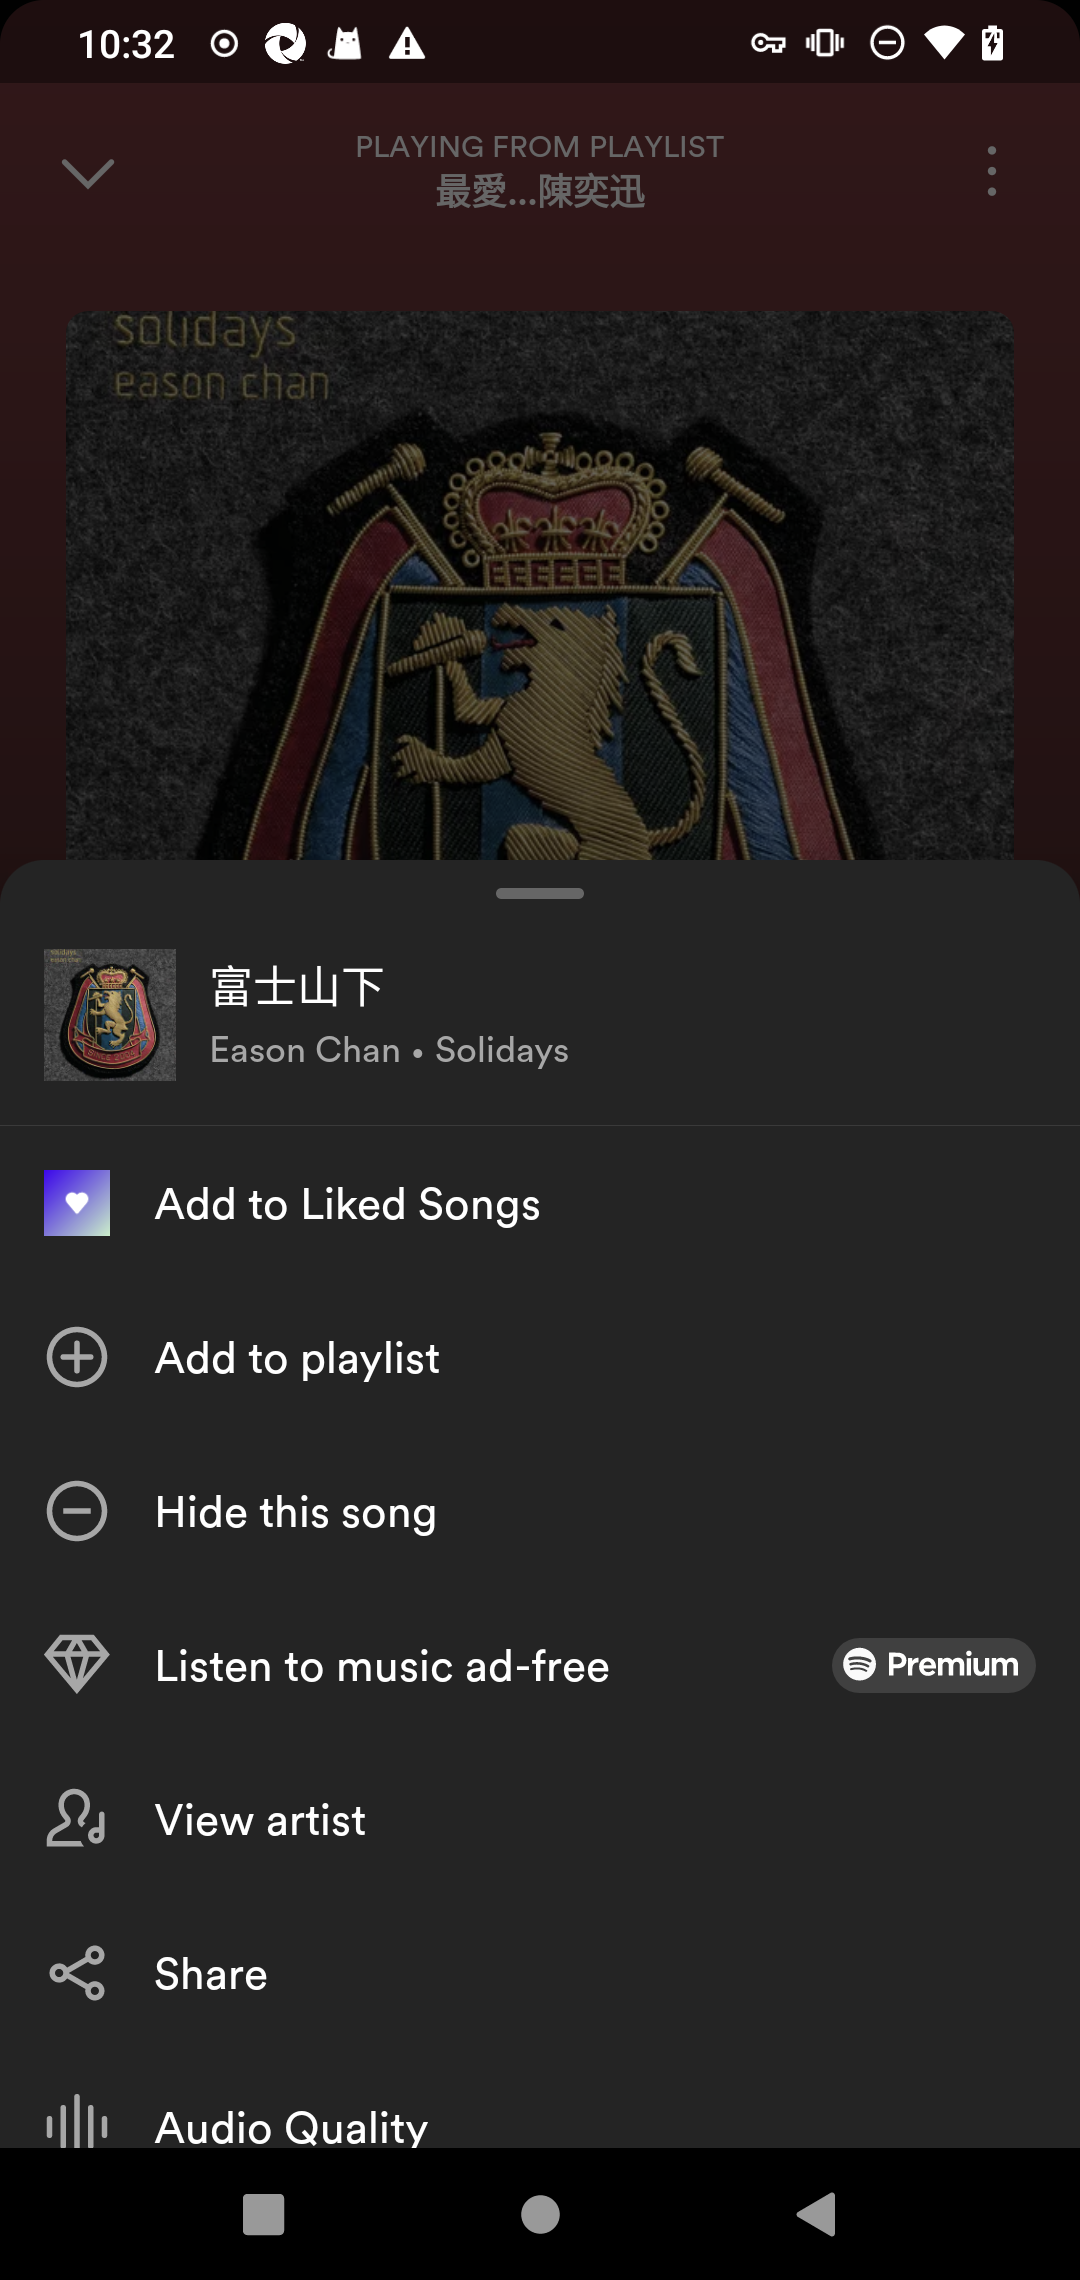 10:32
PLAYING FROM PLAYLIST
最愛...陳奕迅
solidays
eason chan
富士山下
Eason Chan • Solidays
Add to Liked Songs
Add to playlist
Hide this song
Listen to music ad-free
Premium
View artist
Share
Audio Quality